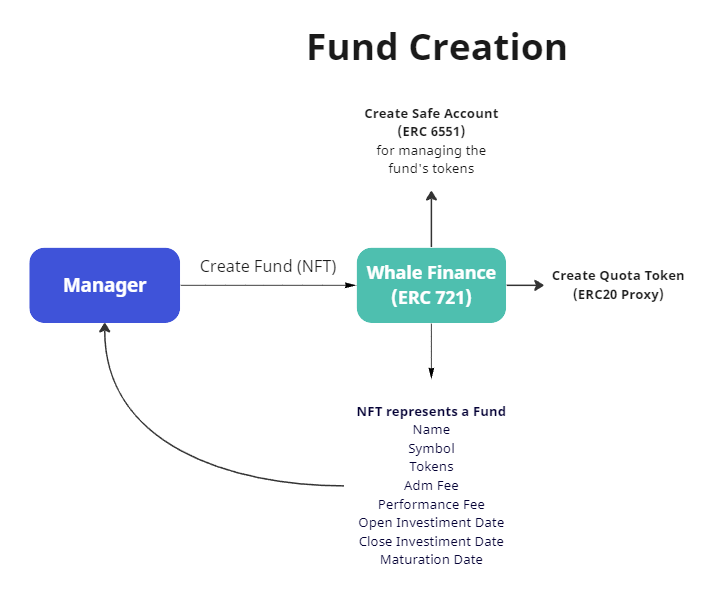 Fund Creation
Create Safe Account
(ERC 6551)
for managing the
fund's tokens
Create Fund (NFT)
Manager
Whale Finance
(ERC 721)
Create Quota Token
(ERC20 Proxy)
NFT represents a Fund
Name
Symbol
Tokens
Adm Fee
Performance Fee
Open Investiment Date
Close Investiment Date
Maturation Date